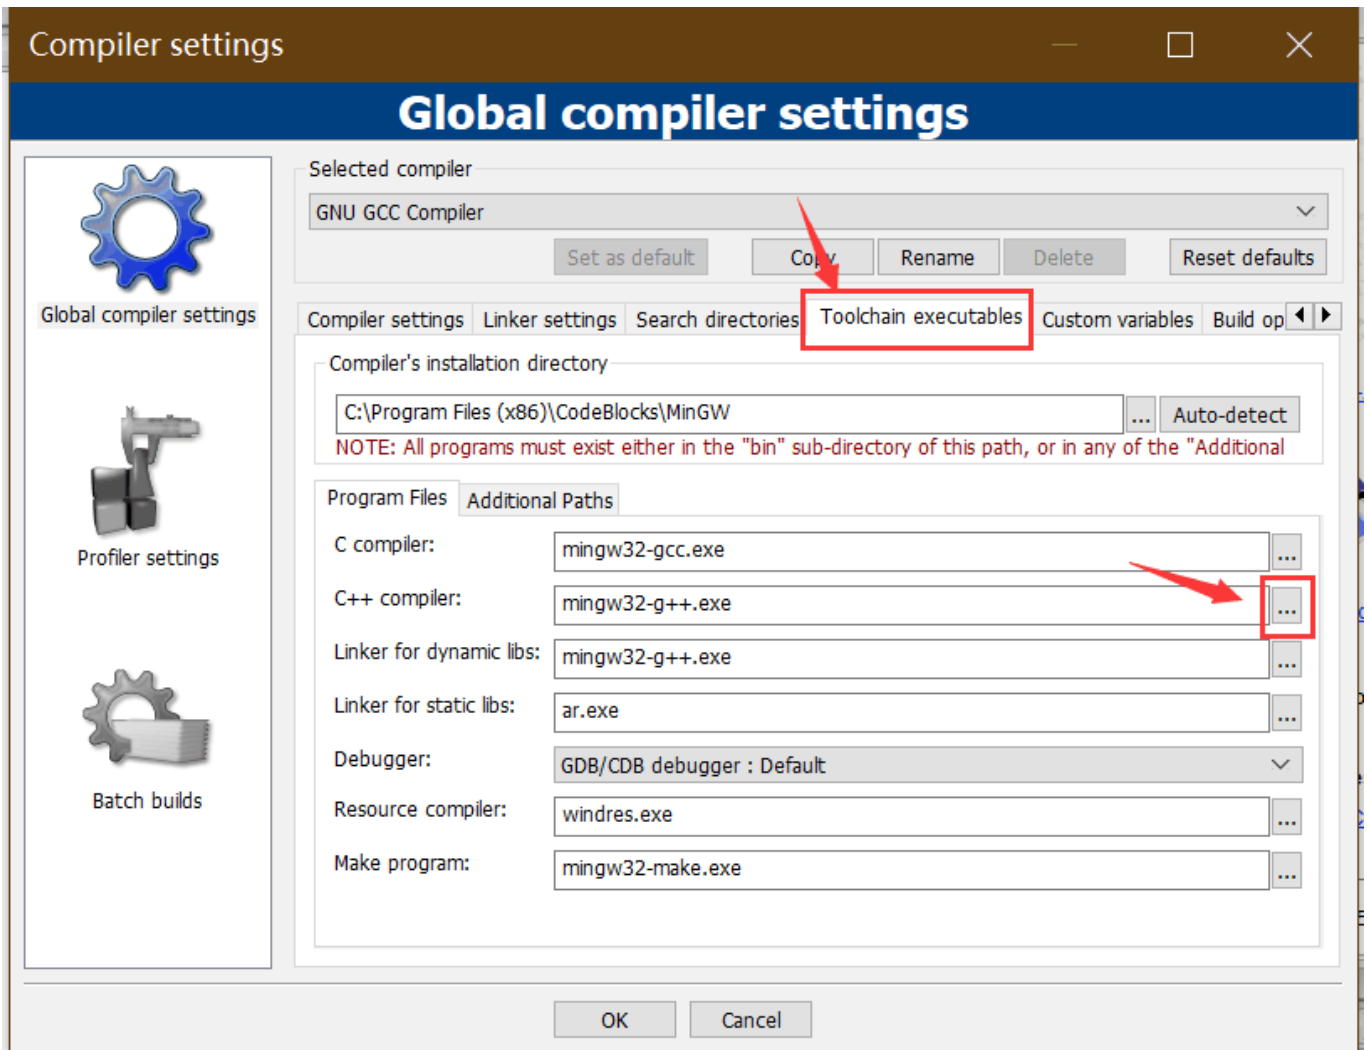 Compiler settings
Global compiler settings
Global compiler settings
Profiler settings
Batch builds
Selected compiler
GNU GCC Compiler
Set as default
Copy
Rename
Delete
Reset defaults
Compiler settings
Linker settings
Search directories
Toolchain executables
Custom variables
Build op
Compiler's installation directory
C:\Program Files (x86)\CodeBlocks\MinGW
...
Auto-detect
NOTE: All programs must exist either in the "bin" sub-directory of this path, or in any of the "Additional
Program Files
Additional Paths
C compiler:
mingw32-gcc.exe
...
C++ compiler:
mingw32-g++.exe
...
Linker for dynamic libs:
mingw32-g++.exe
...
Linker for static libs:
ar.exe
...
Debugger:
GDB/CDB debugger : Default
Resource compiler:
windres.exe
...
Make program:
mingw32-make.exe
...
OK
Cancel